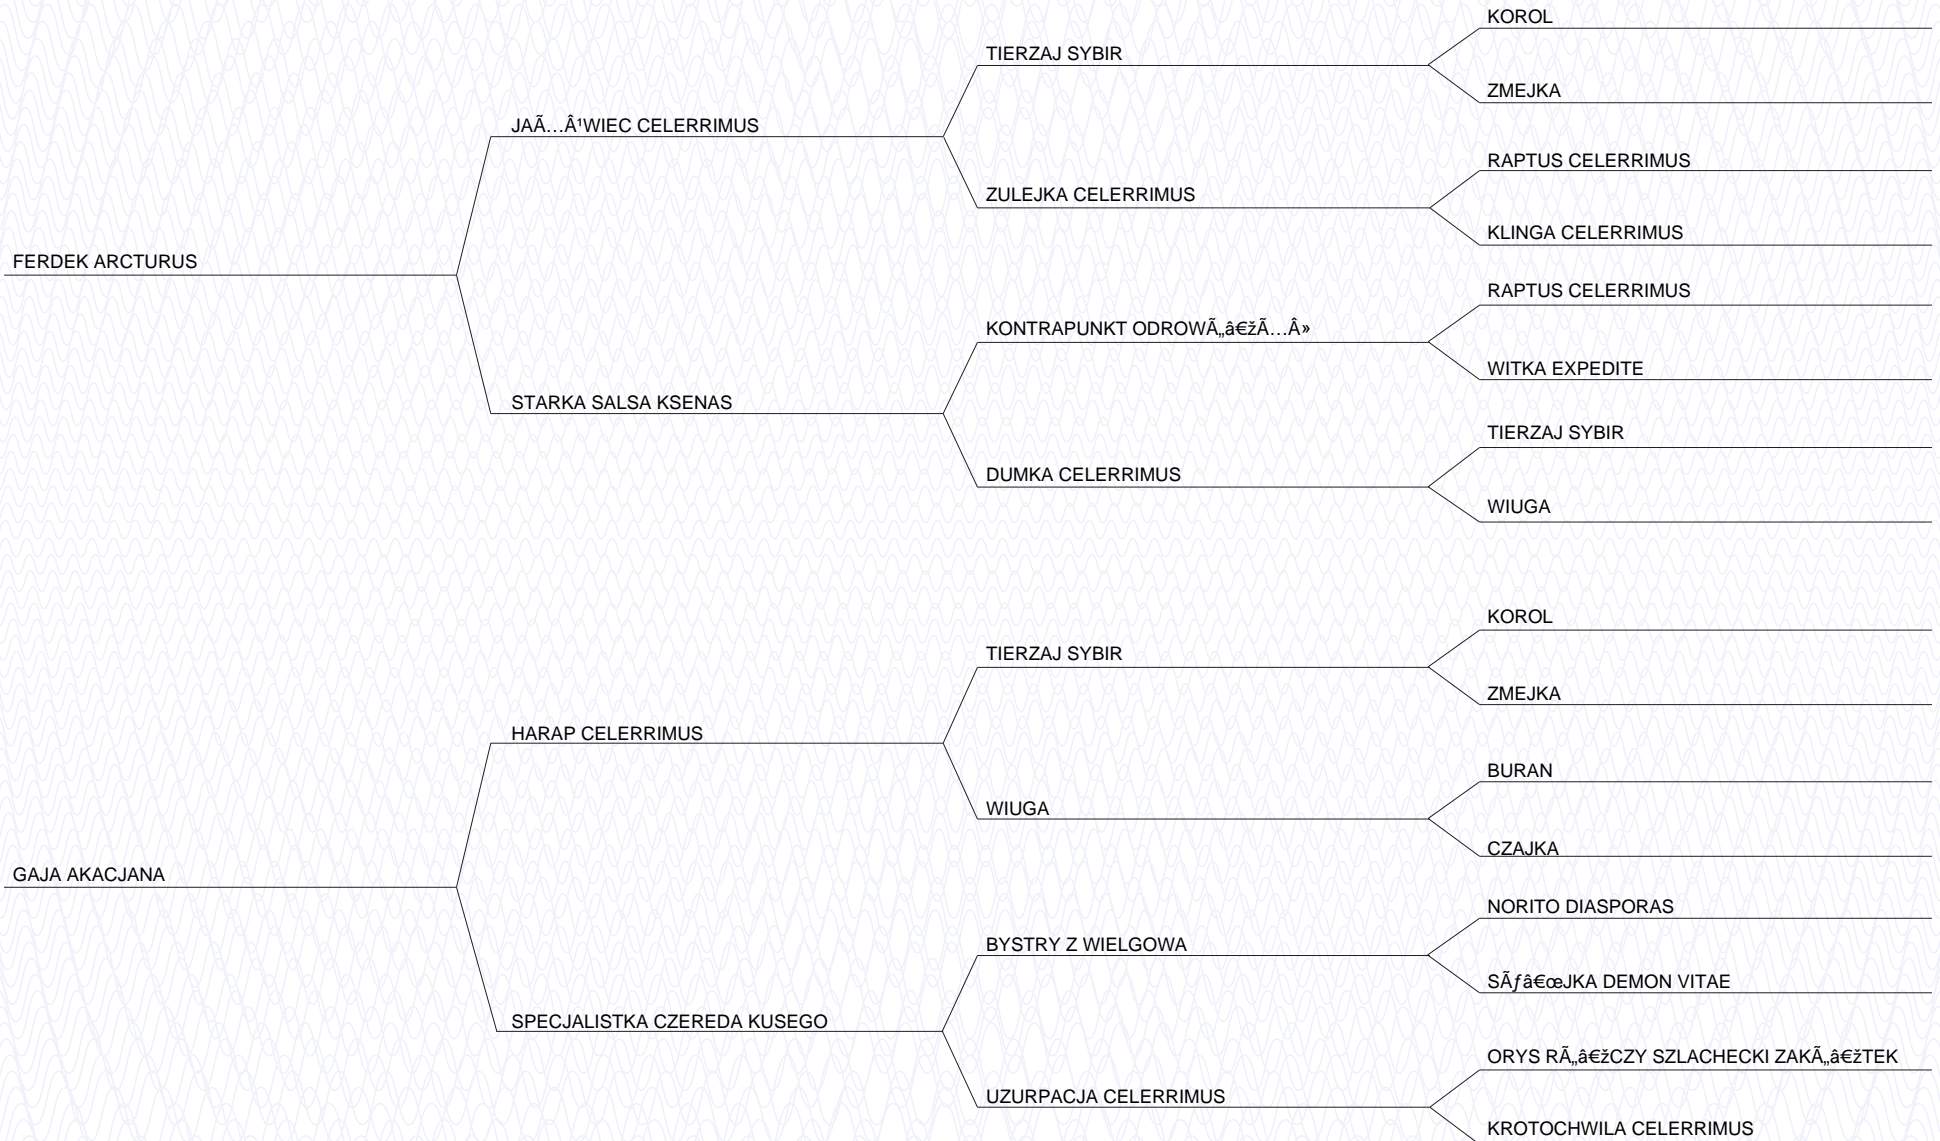 KOROL
TIERZAJ SYBIR
ZMEJKA
JAÃ…Â¹WIEC CELERRIMUS
RAPTUS CELERRIMUS
ZULEJKA CELERRIMUS
KLINGA CELERRIMUS
FERDEK ARCTURUS
RAPTUS CELERRIMUS
KONTRAPUNKT ODROWÃ„â€žÃ…Â»
WITKA EXPEDITE
STARKA SALSA KSENAS
TIERZAJ SYBIR
DUMKA CELERRIMUS
WIUGA
KOROL
TIERZAJ SYBIR
ZMEJKA
HARAP CELERRIMUS
BURAN
WIUGA
CZAJKA
GAJA AKACJANA
NORITO DIASPORAS
BYSTRY Z WIELGOWA
SÃƒâ€œJKA DEMON VITAE
SPECJALISTKA CZEREDA KUSEGO
ORYS RÃ„â€žCZY SZLACHECKI ZAKÃ„â€žTEK
UZURPACJA CELERRIMUS
KROTOCHWILA CELERRIMUS